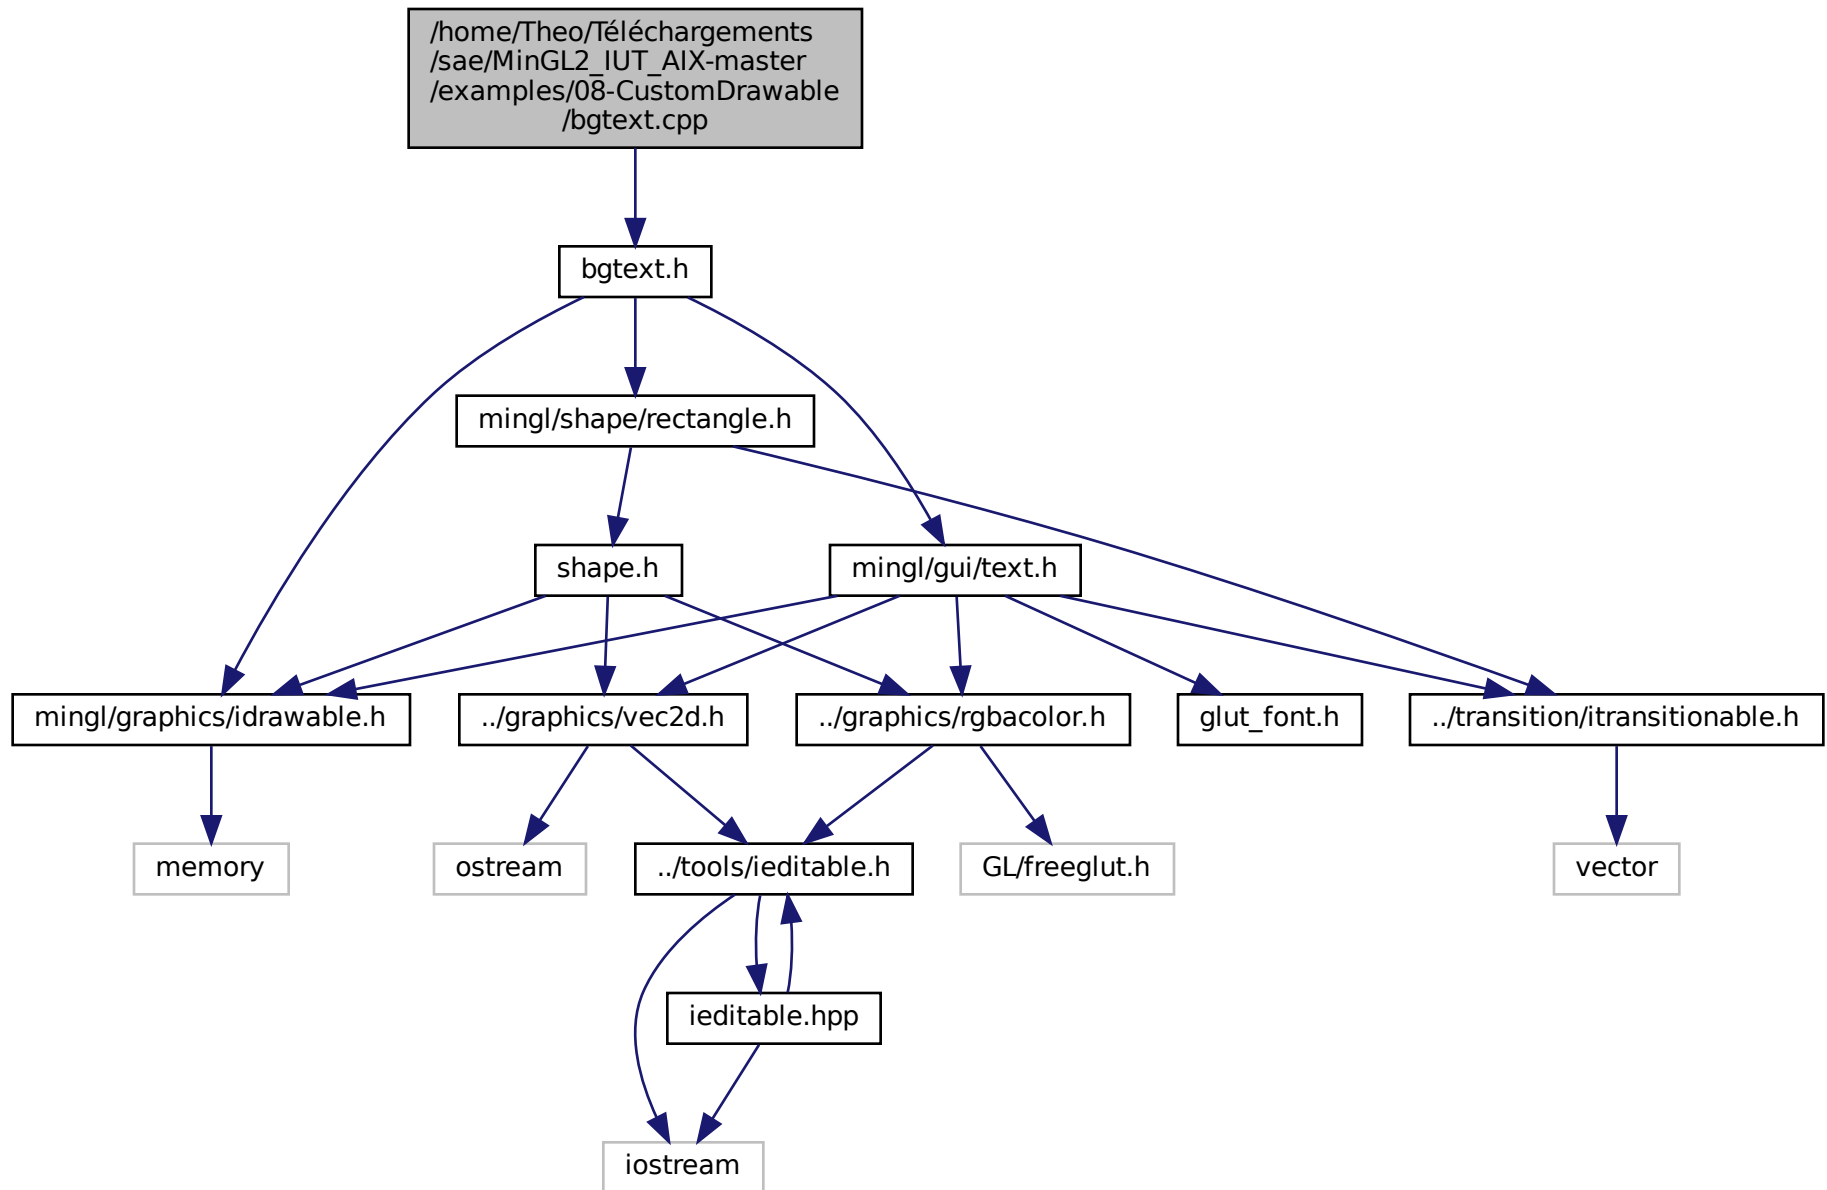 /home/Theo/Téléchargements
/sae/MinGL2_IUT_AIX-master
/examples/08-CustomDrawable
/bgtext.cpp
bgtext.h
mingl/shape/rectangle.h
shape.h
mingl/gui/text.h
mingl/graphics/idrawable.h
../graphics/vec2d.h
../graphics/rgbacolor.h
glut_font.h
../transition/itransitionable.h
memory
ostream
../tools/ieditable.h
GL/freeglut.h
vector
ieditable.hpp
iostream